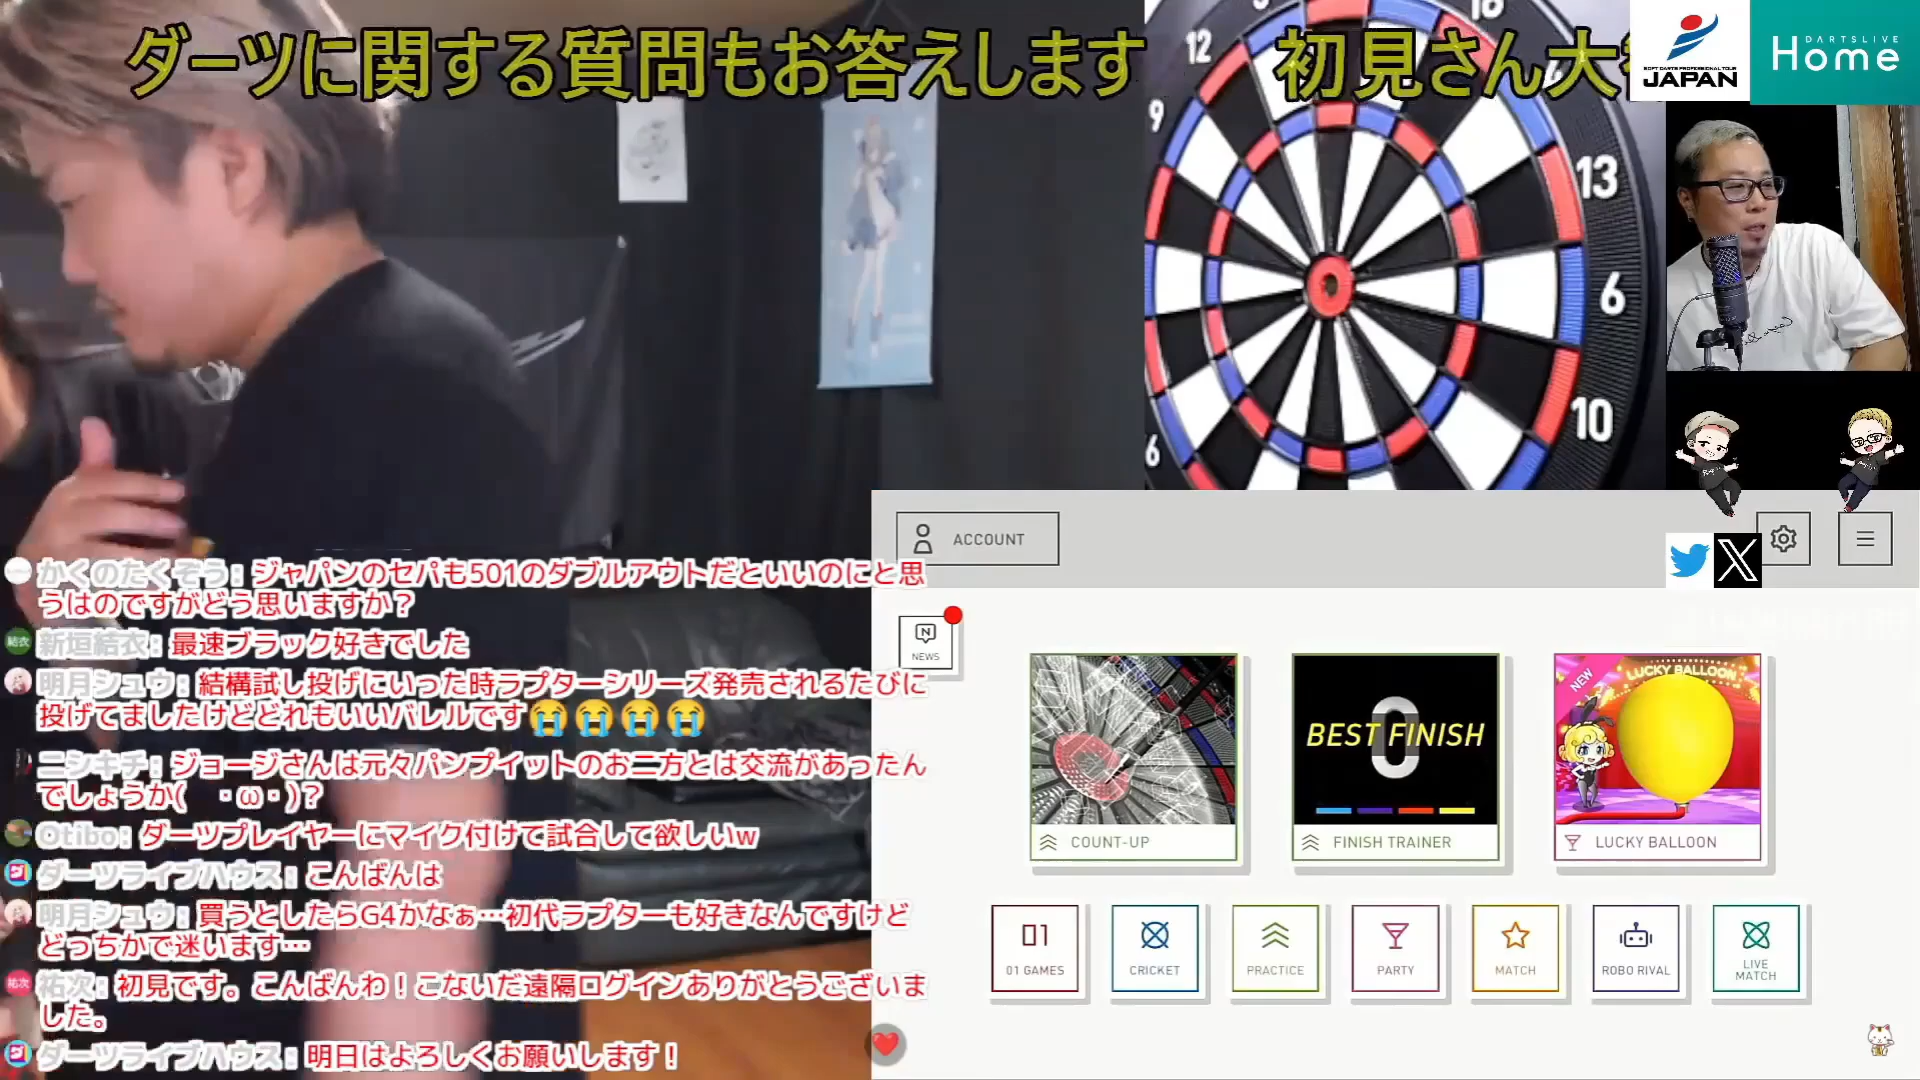 ダーツに関する質問もお答えします 初見さん大
SOFT DARTS PROFESSIONAL TOUR
JAPAN
DARTSLIVE
Home
12
9
13
6
10
ACCOUNT
NEWS
かくのたくぞう: ジャパンのセパも501のダブルアウトだといいのにと思
うはのですがどう思いますか?
新垣結衣: 最速ブラック好きでした
明月シュウ: 結構試し投げにいった時ラプターシリーズ発売されるたびに
投げてましたけどどれもいいバレルです😭😭😭😭
ニシキチ: ジョージさんは元々パンプイットのお二方とは交流があったん
でしょうか( ・ω・)?
Otibo: ダーツプレイヤーにマイク付けて試合して欲しいw
ダーツライブハウス: こんばんは
明月シュウ: 買うとしたらG4かなぁ…初代ラプターも好きなんですけど
どっちかで迷います…
祐次: 初見です。こんばんわ!こないだ遠隔ログインありがとうございま
した。
ダーツライブハウス: 明日はよろしくお願いします!
BEST FINISH
0
NEW
LUCKY BALLOON
COUNT-UP
FINISH TRAINER
LUCKY BALLOON
01
01 GAMES
CRICKET
PRACTICE
PARTY
MATCH
ROBO RIVAL
LIVE
MATCH